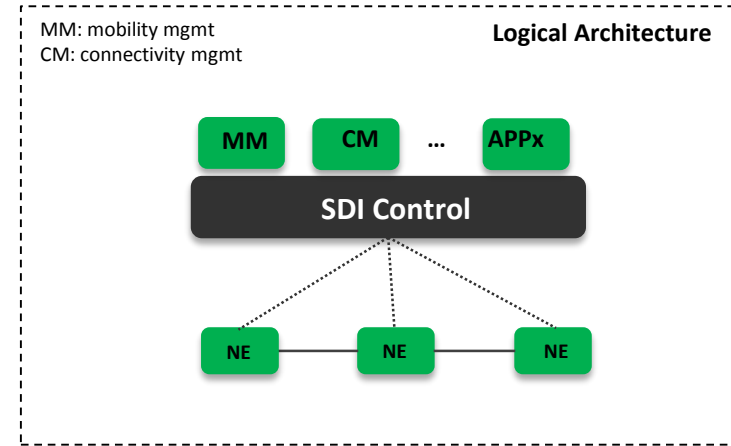 MM: mobility mgmt
CM: connectivity mgmt
Logical Architecture
MM CM … APPx
SDI Control
NE NE NE